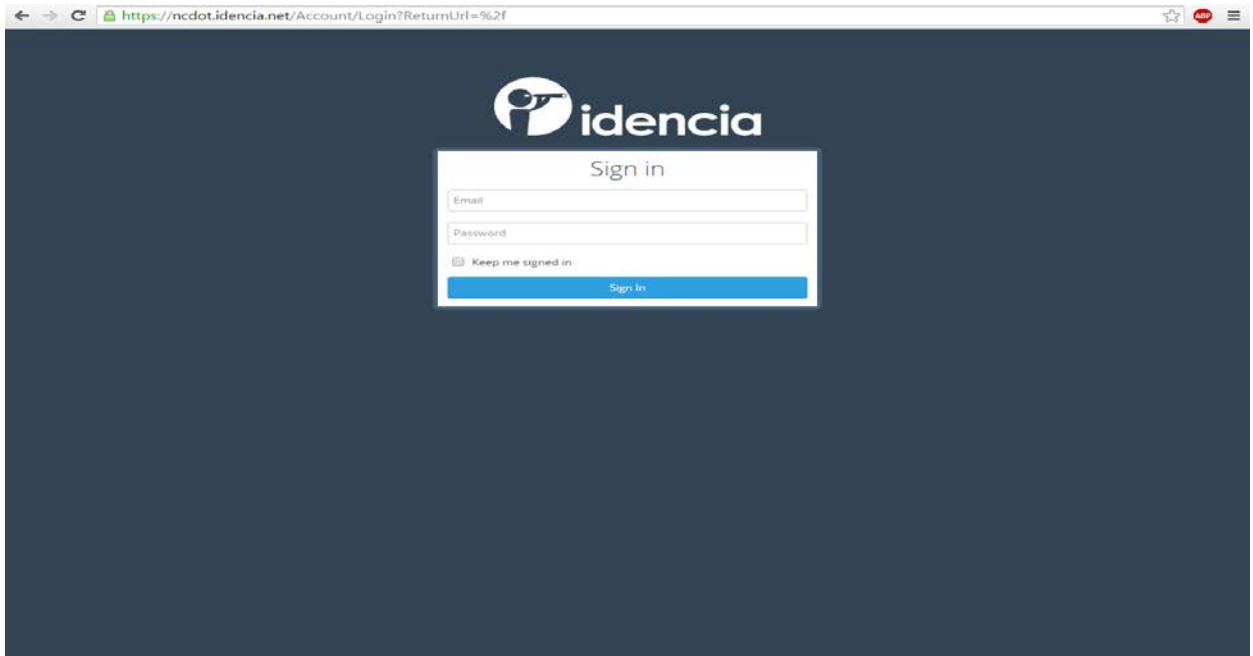 https://ncdot.idencia.net/Account/Login?ReturnUrl=%2f
ABP
idencia
Sign in
Email
Password
Keep me signed in
Sign In